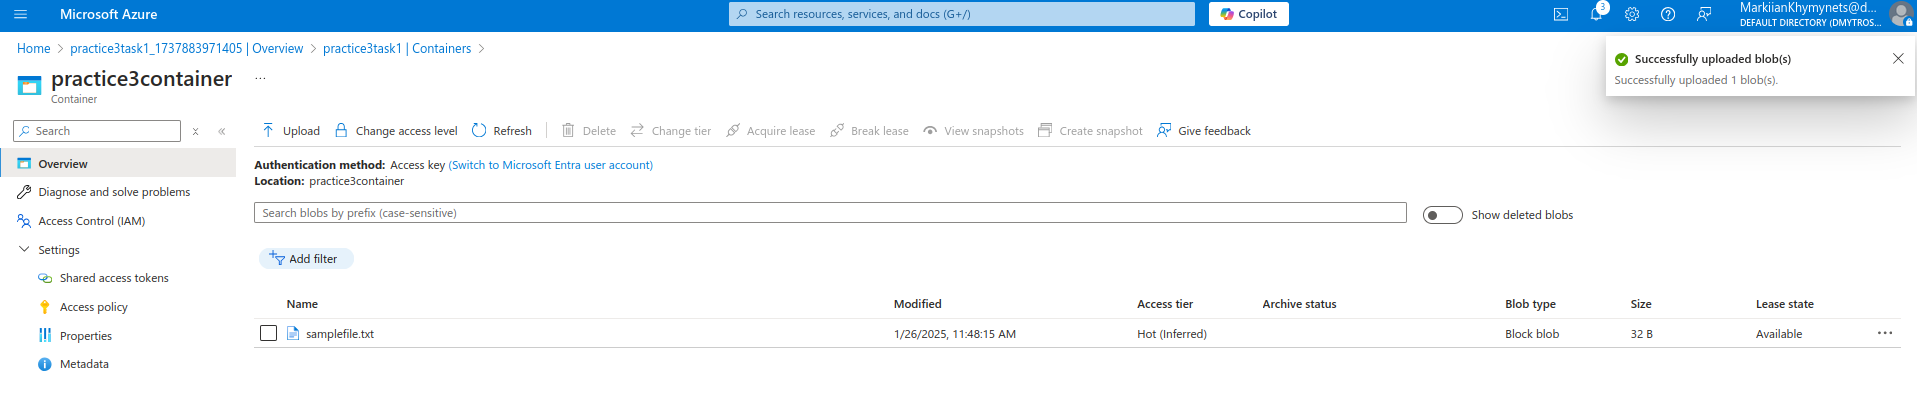 Microsoft Azure
Search resources, services, and docs (G+/)
Copilot
3
MarkiianKhymynets@d...
DEFAULT DIRECTORY (DMYTROS...
Home > practice3task1_1737883971405 | Overview > practice3task1 | Containers >
practice3container
...
Container
Successfully uploaded blob(s)
Successfully uploaded 1 blob(s).
Search
Upload
Change access level
Refresh
Delete
Change tier
Acquire lease
Break lease
View snapshots
Create snapshot
Give feedback
Overview
Diagnose and solve problems
Access Control (IAM)
Settings
Shared access tokens
Access policy
Properties
Metadata
Authentication method: Access key (Switch to Microsoft Entra user account)
Location: practice3container
Search blobs by prefix (case-sensitive)
Show deleted blobs
Add filter
Name Modified Access tier Archive status Blob type Size Lease state
samplefile.txt 1/26/2025, 11:48:15 AM Hot (Inferred) Block blob 32 B Available ...